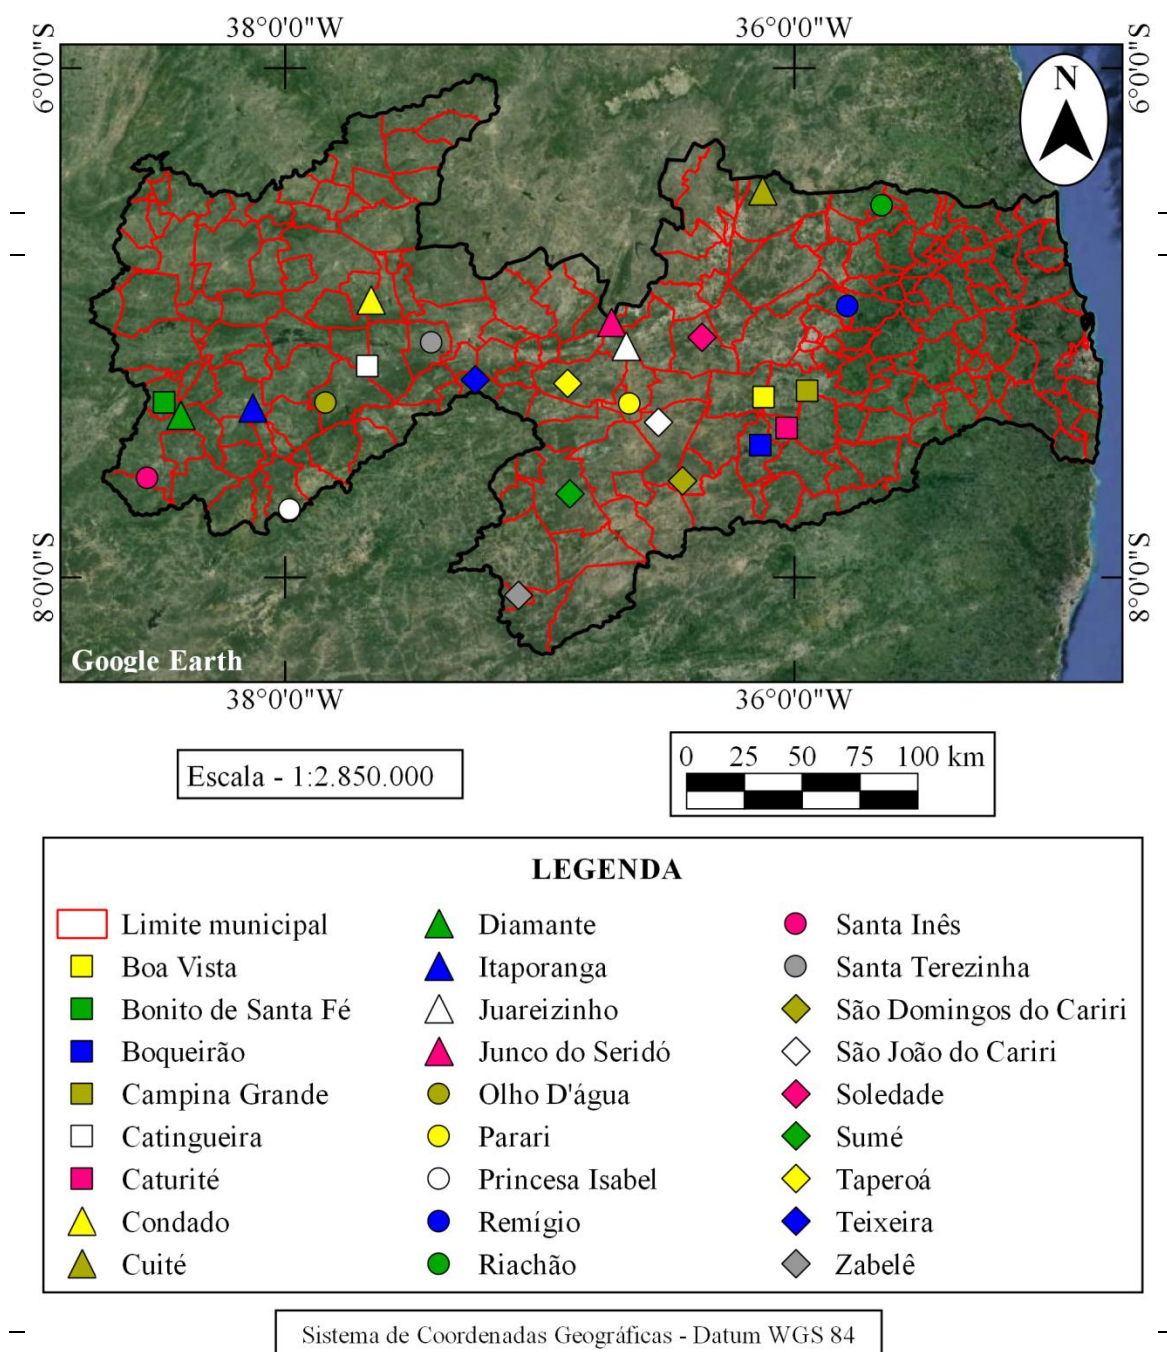 38°0'0"W 36°0'0"W
6°0'0"S 6°0'0"S
N
8°0'0"S 8°0'0"S
Google Earth
38°0'0"W 36°0'0"W
Escala - 1:2.850.000
0 25 50 75 100 km
LEGENDA
Limite municipal
Boa Vista
Bonito de Santa Fé
Boqueirão
Campina Grande
Catingueira
Caturité
Condado
Cuité
Diamante
Itaporanga
Juareizinho
Junco do Seridó
Olho D'água
Parari
Princesa Isabel
Remígio
Riachão
Santa Inês
Santa Terezinha
São Domingos do Cariri
São João do Cariri
Soledade
Sumé
Taperoá
Teixeira
Zabelê
Sistema de Coordenadas Geográficas - Datum WGS 84